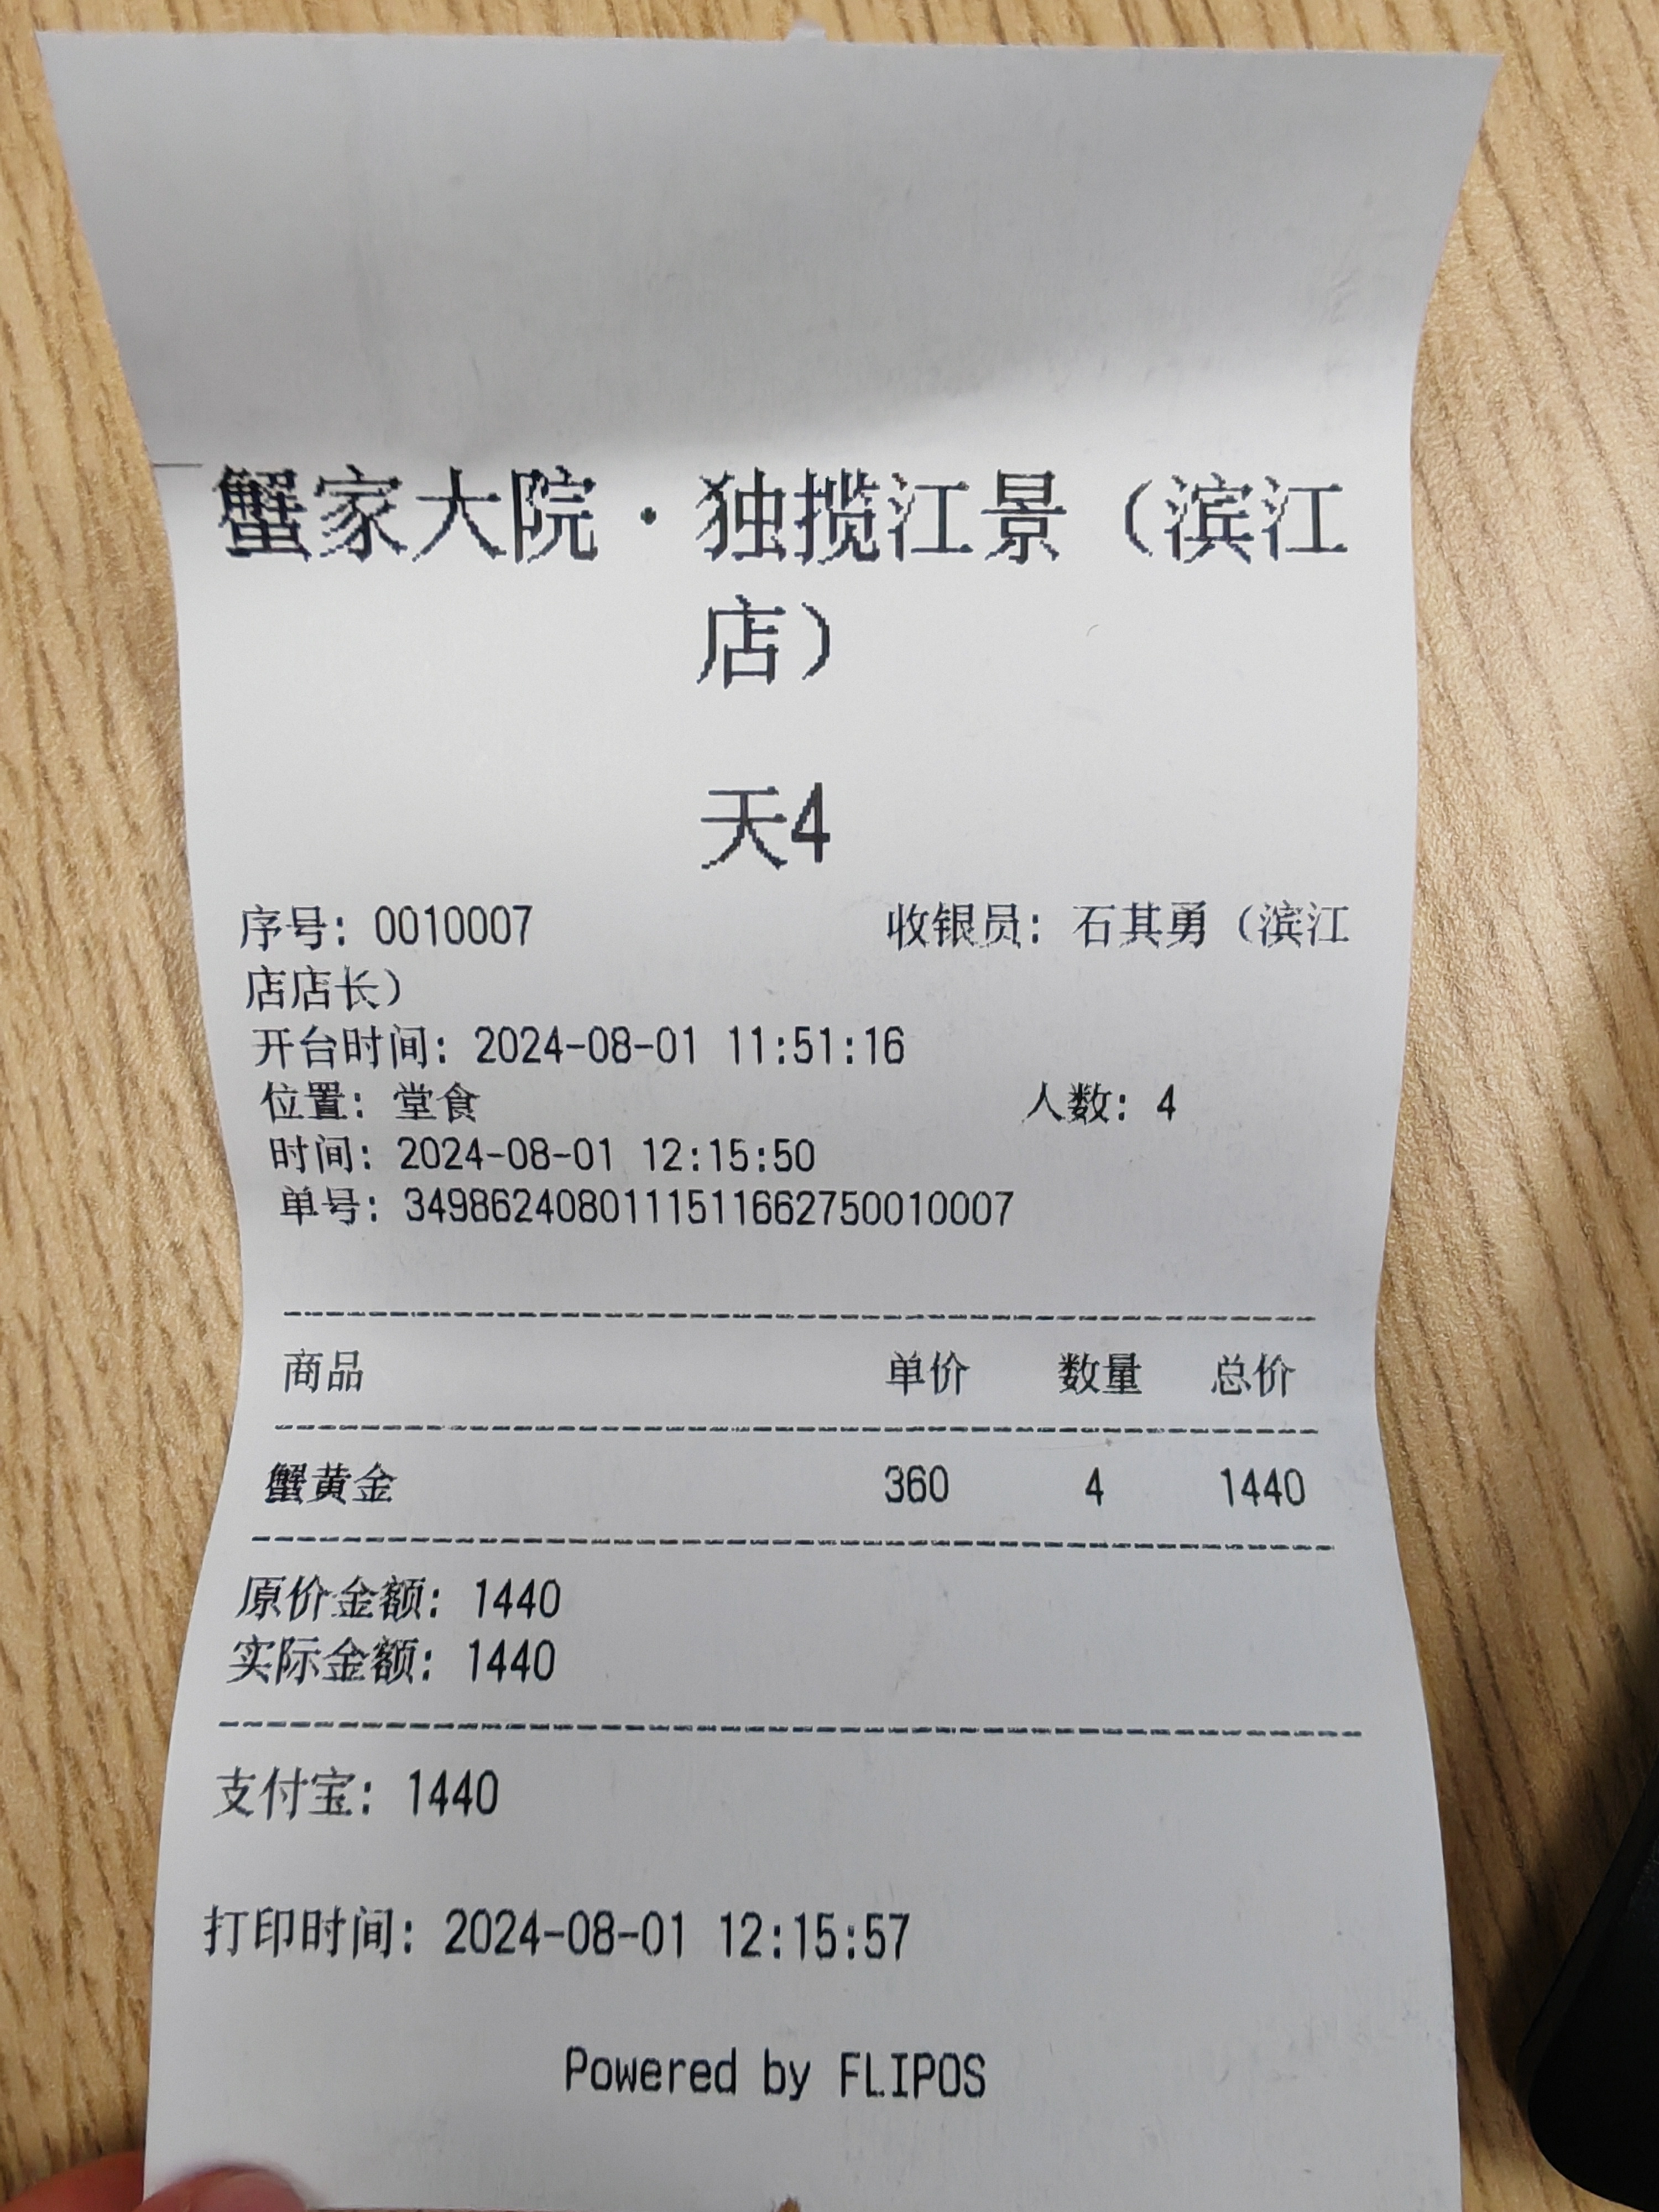 蟹家大院·独揽江景（滨江
店）
天4
序号: 0010007 收银员: 石其勇（滨江
店店长）
开台时间: 2024-08-01 11:51:16
位置: 堂食 人数: 4
时间: 2024-08-01 12:15:50
单号: 3498624080111511662750010007
商品 单价 数量 总价
蟹黄金 360 4 1440
原价金额: 1440
实际金额: 1440
支付宝: 1440
打印时间: 2024-08-01 12:15:57
Powered by FLIPOS